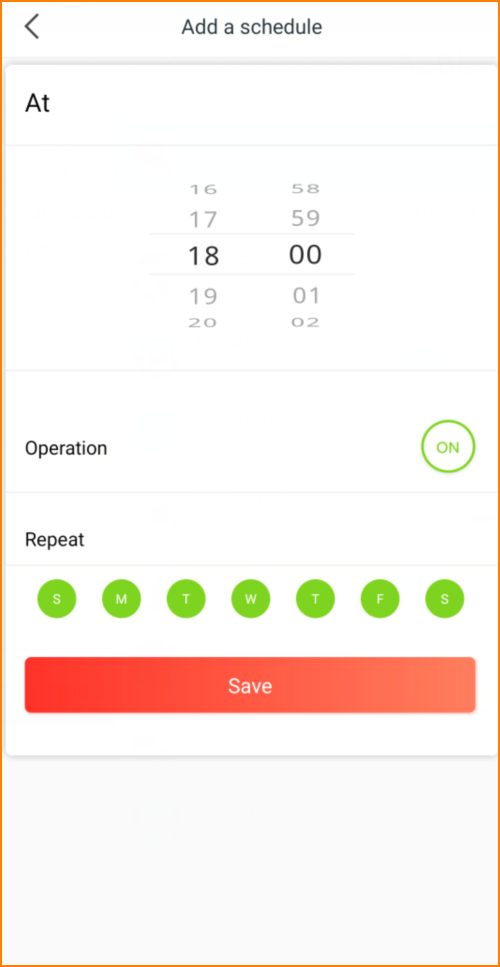 Add a schedule
At
16 58
17 59
18 00
19 01
20 02
Operation ON
Repeat
S M T W T F S
Save